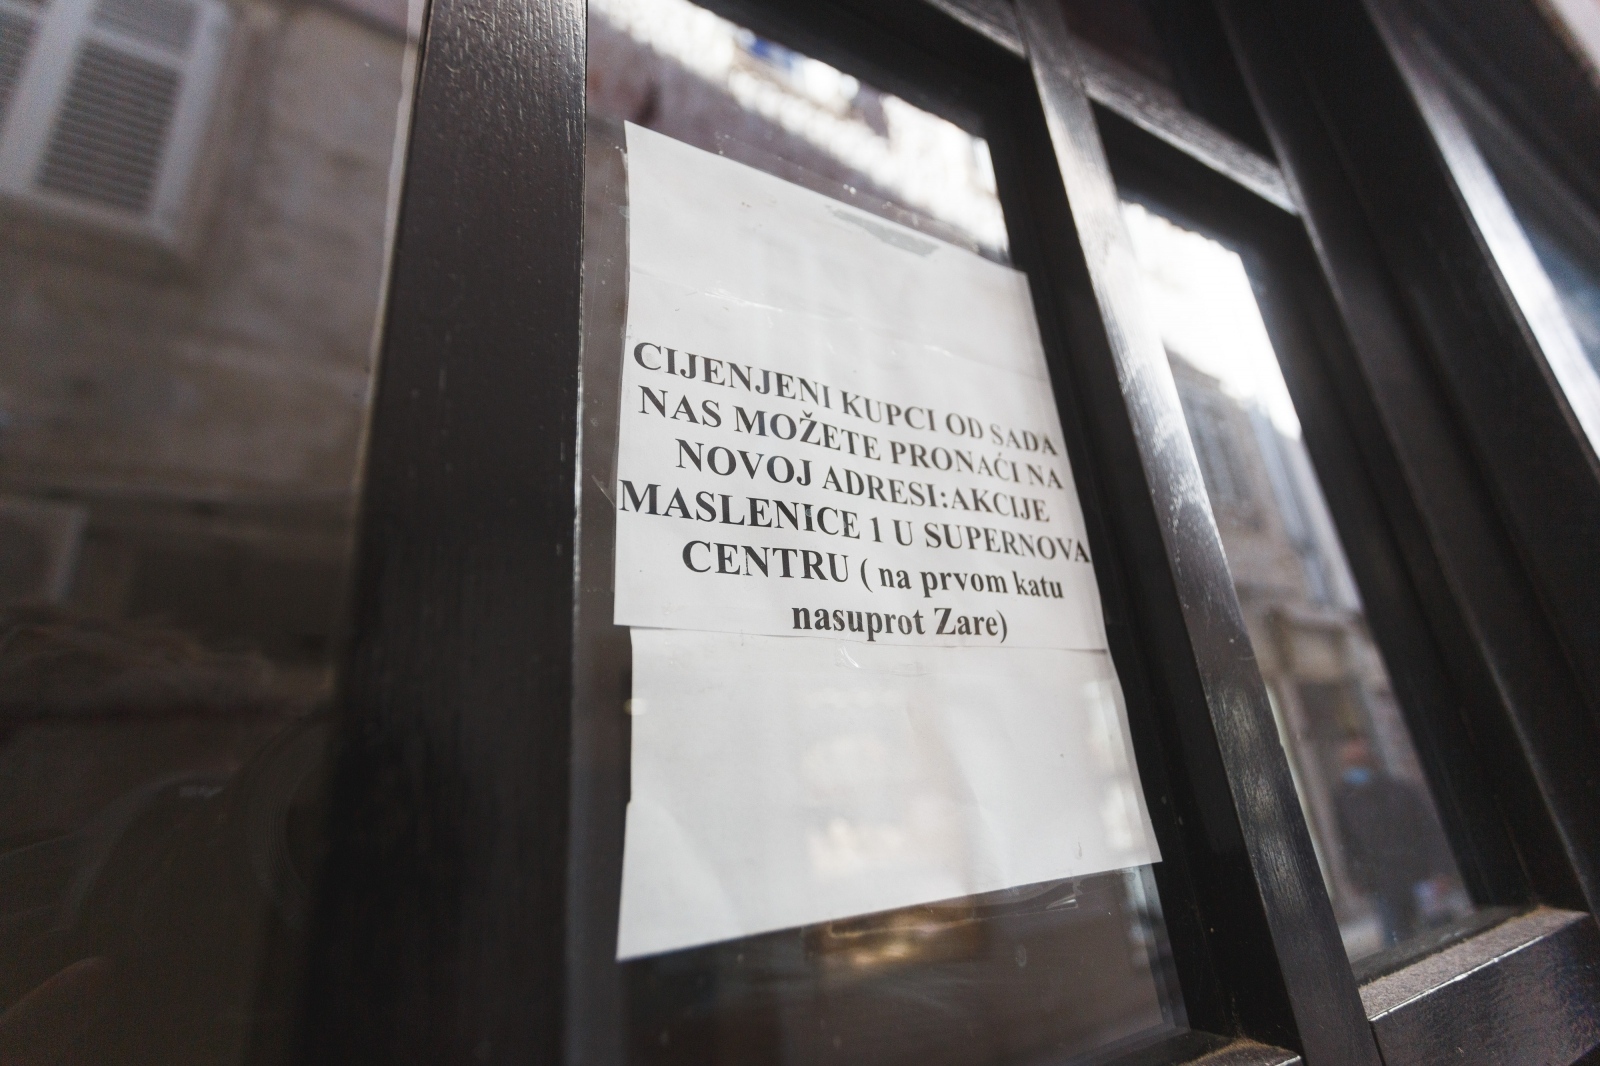 CIJENJENI KUPCI OD SADA
NAS MOŽETE PRONAĆI NA
NOVOJ ADRESI:AKCIJE
MASLENICE 1 U SUPERNOVA
CENTRU ( na prvom katu
nasuprot Zare)